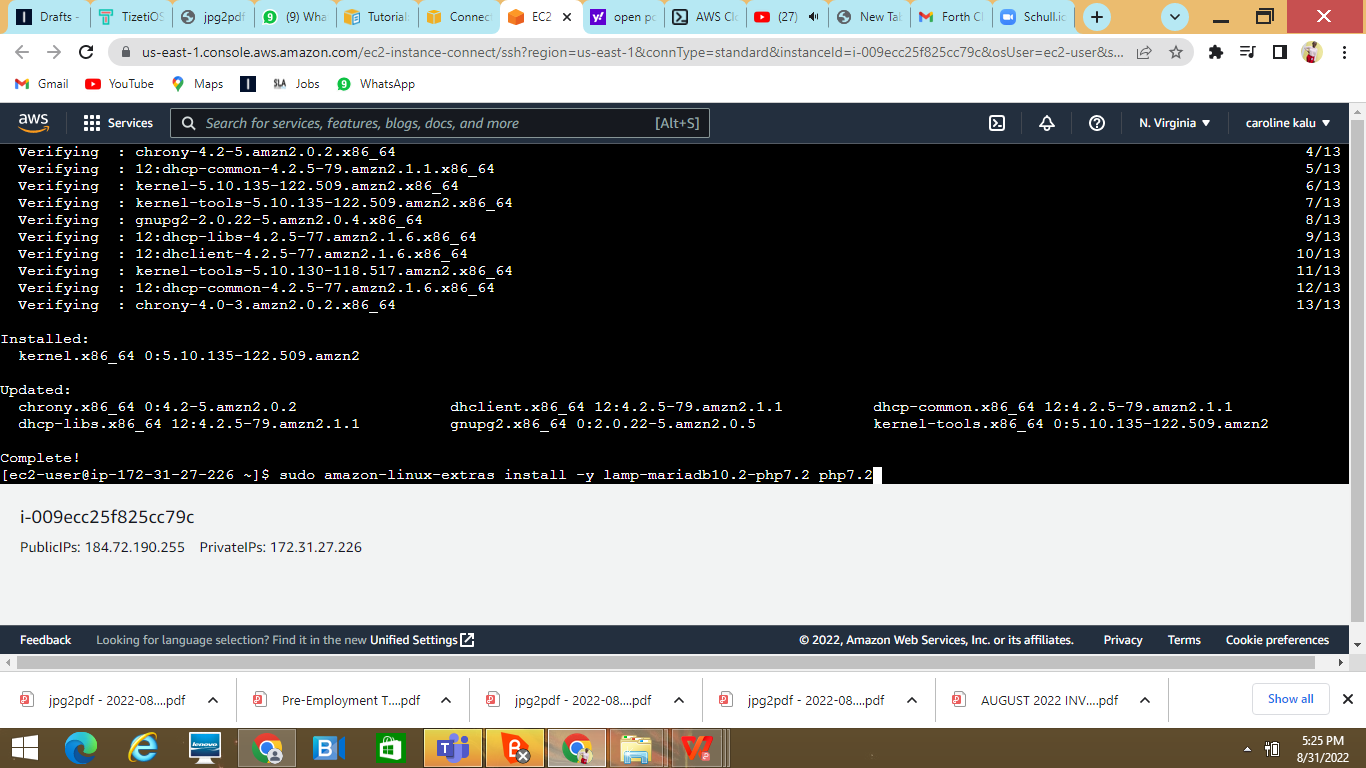 Drafts -
TizetiOS
jpg2pdf
(9) Wha
Tutorial:
Connect
EC2
open po
AWS Clo
(27)
New Tab
Gmail
Forth Cl
Schull.io
us-east-1.console.aws.amazon.com/ec2-instance-connect/ssh?region=us-east-1&connType=standard&instanceId=i-009ecc25f825cc79c&osUser=ec2-user&s...
Gmail
YouTube
Maps
SLA Jobs
WhatsApp
aws
Services
Search for services, features, blogs, docs, and more [Alt+S]
N. Virginia
caroline kalu
Verifying : chrony-4.2-5.amzn2.0.2.x86_64 4/13
Verifying : 12:dhcp-common-4.2.5-79.amzn2.1.1.x86_64 5/13
Verifying : kernel-5.10.135-122.509.amzn2.x86_64 6/13
Verifying : kernel-tools-5.10.135-122.509.amzn2.x86_64 7/13
Verifying : gnupg2-2.0.22-5.amzn2.0.4.x86_64 8/13
Verifying : 12:dhcp-libs-4.2.5-77.amzn2.1.6.x86_64 9/13
Verifying : 12:dhclient-4.2.5-77.amzn2.1.6.x86_64 10/13
Verifying : kernel-tools-5.10.130-118.517.amzn2.x86_64 11/13
Verifying : 12:dhcp-common-4.2.5-77.amzn2.1.6.x86_64 12/13
Verifying : chrony-4.0-3.amzn2.0.2.x86_64 13/13
Installed:
kernel.x86_64 0:5.10.135-122.509.amzn2
Updated:
chrony.x86_64 0:4.2-5.amzn2.0.2 dhclient.x86_64 12:4.2.5-79.amzn2.1.1 dhcp-common.x86_64 12:4.2.5-79.amzn2.1.1
dhcp-libs.x86_64 12:4.2.5-79.amzn2.1.1 gnupg2.x86_64 0:2.0.22-5.amzn2.0.5 kernel-tools.x86_64 0:5.10.135-122.509.amzn2
Complete!
[ec2-user@ip-172-31-27-226 ~]$ sudo amazon-linux-extras install -y lamp-mariadb10.2-php7.2 php7.2
i-009ecc25f825cc79c
PublicIPs: 184.72.190.255 PrivateIPs: 172.31.27.226
Feedback
Looking for language selection? Find it in the new Unified Settings
© 2022, Amazon Web Services, Inc. or its affiliates.
Privacy
Terms
Cookie preferences
jpg2pdf - 2022-08....pdf
Pre-Employment T....pdf
jpg2pdf - 2022-08....pdf
jpg2pdf - 2022-08....pdf
AUGUST 2022 INV....pdf
Show all
lenovo
5:25 PM
8/31/2022